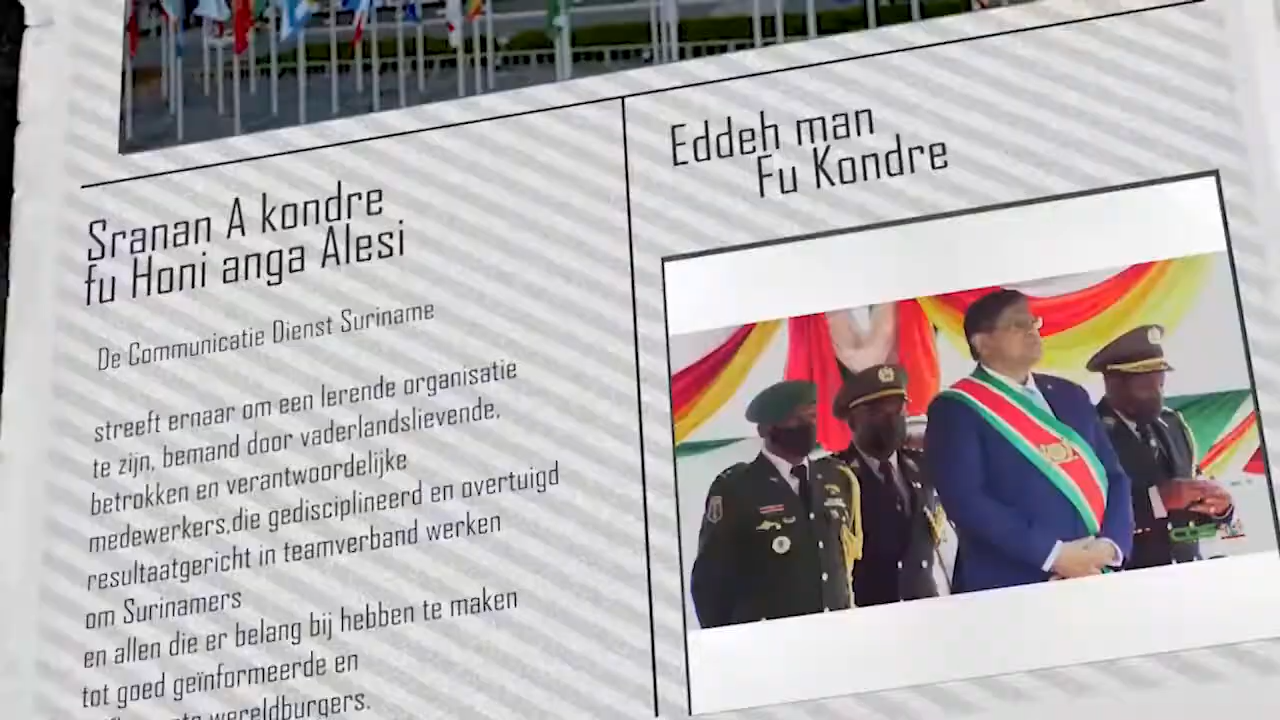 Sranan A kondre
fu Honi anga Alesi
De Communicatie Dienst Suriname
streeft ernaar om een lerende organisatie
te zijn, bemand door vaderlandslievende,
betrokken en verantwoordelijke
medewerkers,die gedisciplineerd en overtuigd
resultaatgericht in teamverband werken
om Surinamers
en allen die er belang bij hebben te maken
tot goed geïnformeerde en
wereldburgers.
Eddeh man
Fu Kondre